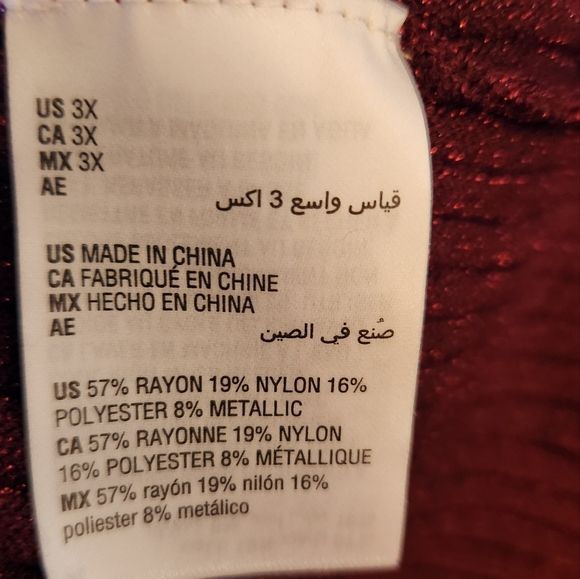 US 3X
CA 3X
MX 3X
AE قياس واسع 3 اكس
US MADE IN CHINA
CA FABRIQUÉ EN CHINE
MX HECHO EN CHINA
AE صُنع في الصين
US 57% RAYON 19% NYLON 16%
POLYESTER 8% METALLIC
CA 57% RAYONNE 19% NYLON
16% POLYESTER 8% MÉTALLIQUE
MX 57% rayón 19% nilón 16%
poliester 8% metálico